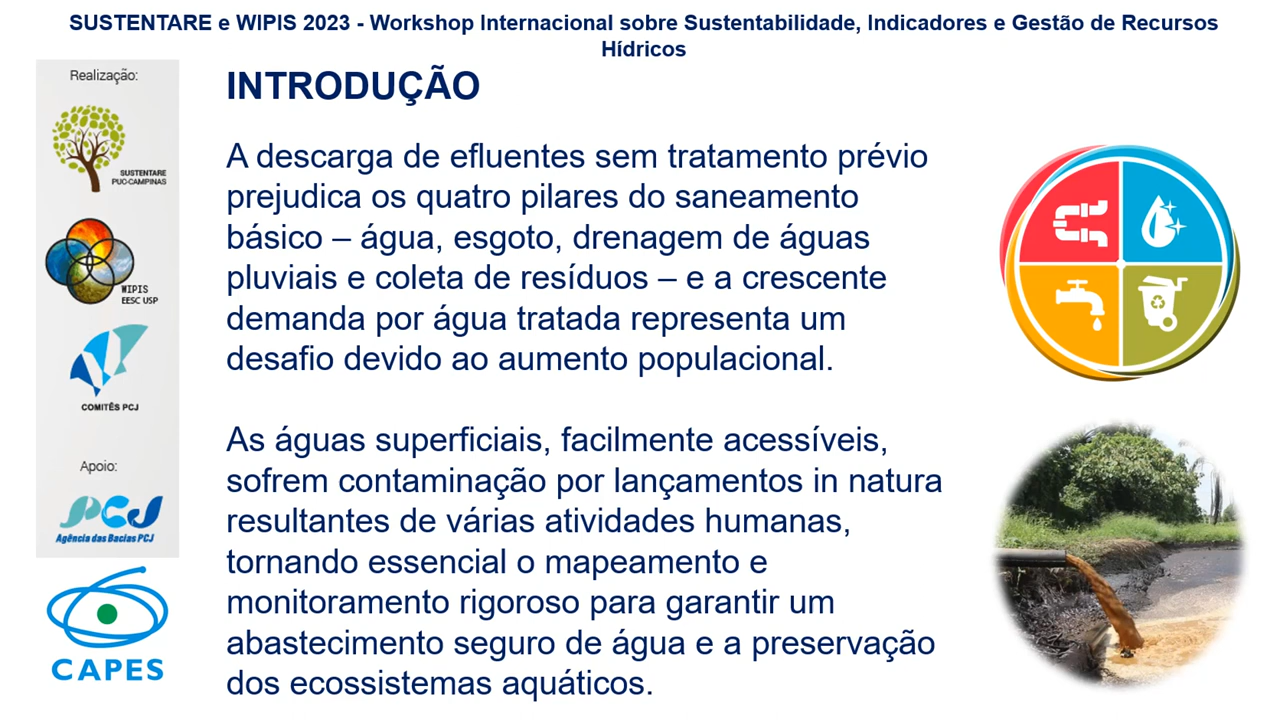 SUSTENTARE e WIPIS 2023 - Workshop Internacional sobre Sustentabilidade, Indicadores e Gestão de Recursos
Hídricos
Realização:
SUSTENTARE
PUC-CAMPINAS
WIPIS
EESC USP
COMITÊS PCJ
Apoio:
PCJ
Agência das Bacias PCJ
CAPES
INTRODUÇÃO
A descarga de efluentes sem tratamento prévio
prejudica os quatro pilares do saneamento
básico – água, esgoto, drenagem de águas
pluviais e coleta de resíduos – e a crescente
demanda por água tratada representa um
desafio devido ao aumento populacional.
As águas superficiais, facilmente acessíveis,
sofrem contaminação por lançamentos in natura
resultantes de várias atividades humanas,
tornando essencial o mapeamento e
monitoramento rigoroso para garantir um
abastecimento seguro de água e a preservação
dos ecossistemas aquáticos.